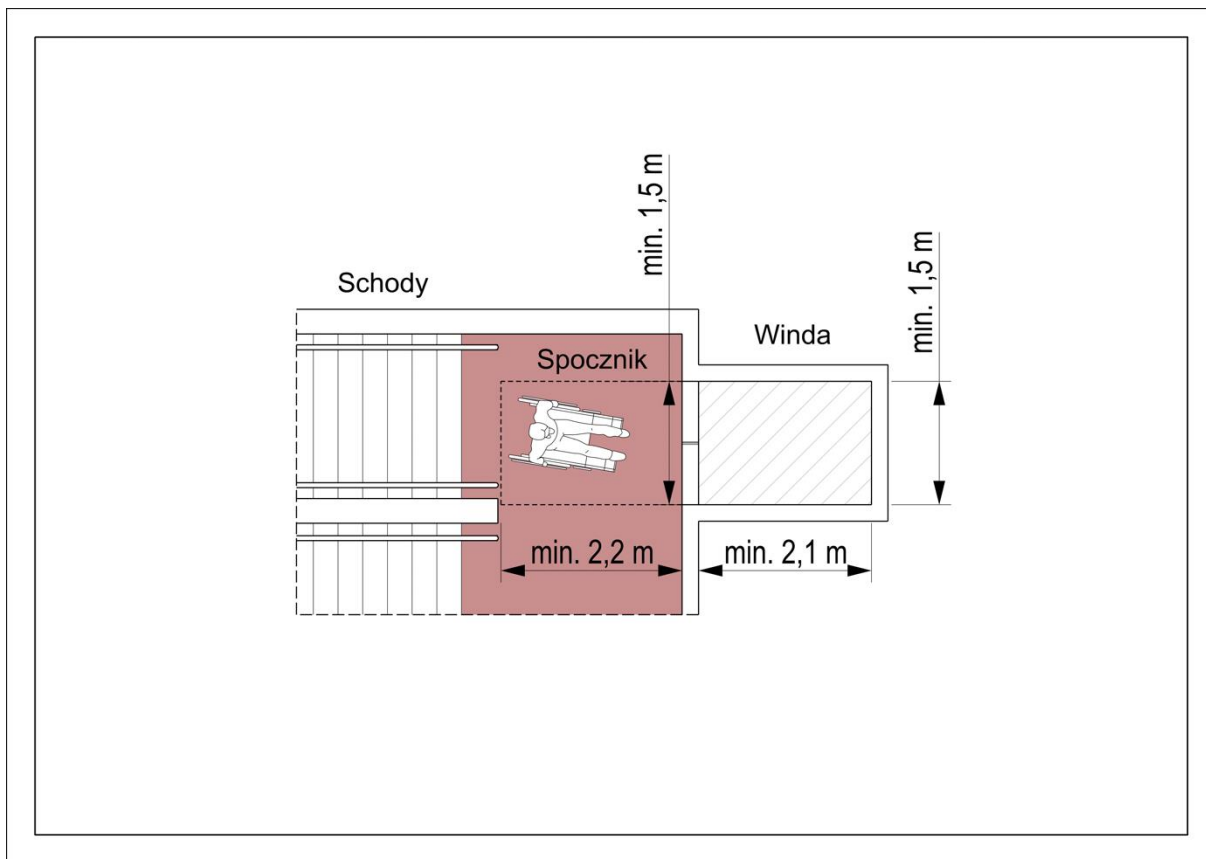 min. 1,5 m
min. 1,5 m
Schody
Winda
Spocznik
min. 2,2 m
min. 2,1 m